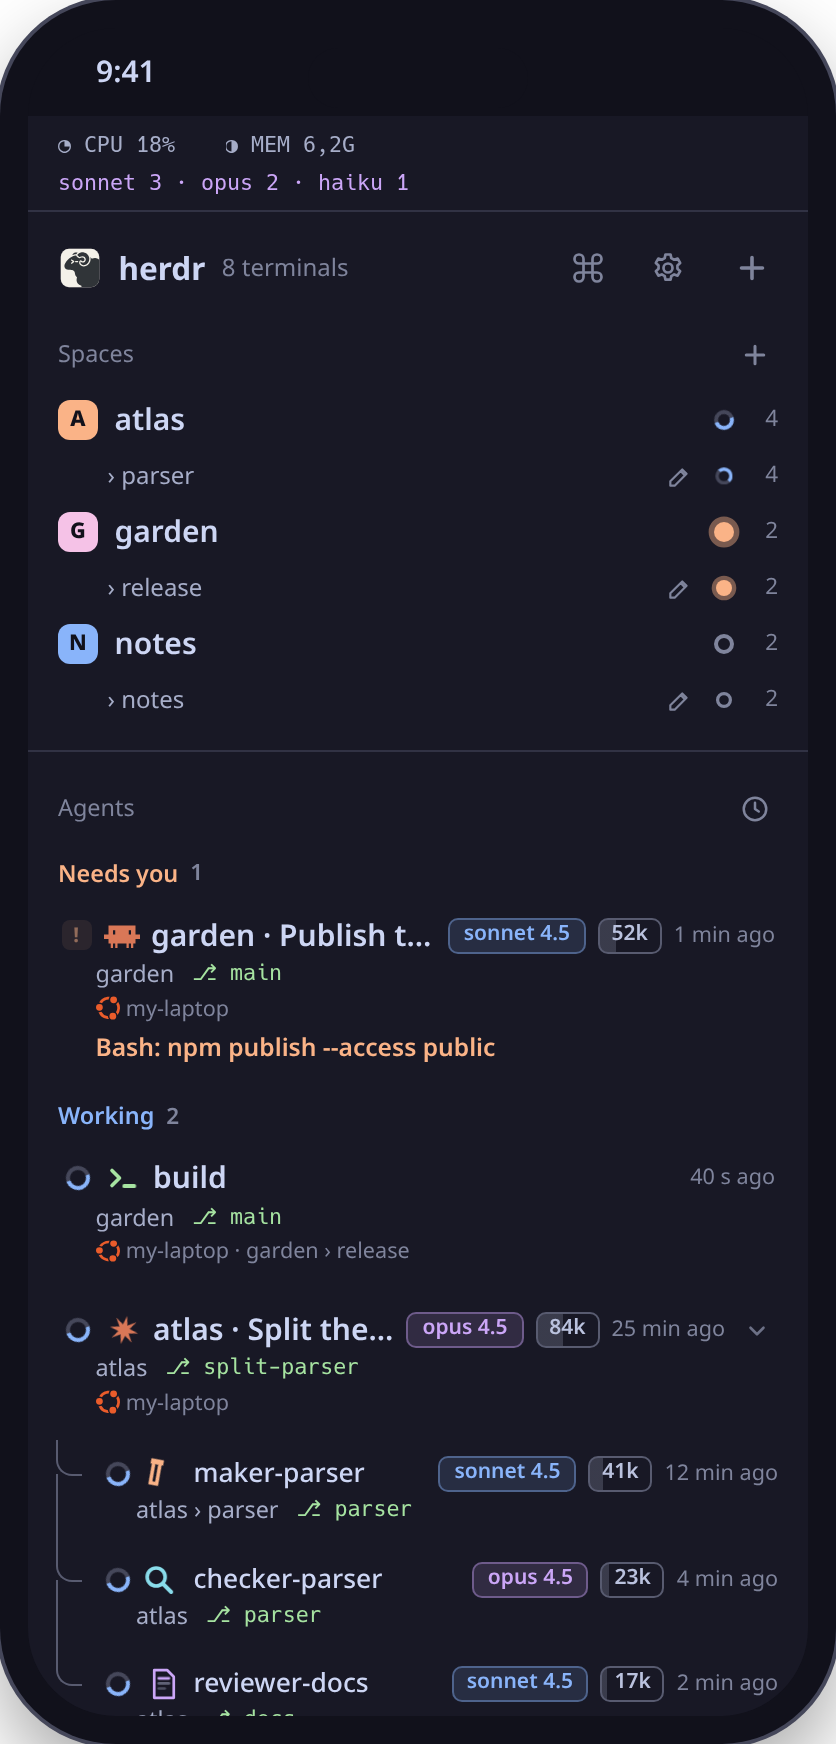 9:41
CPU 18% MEM 6,2G
sonnet 3 · opus 2 · haiku 1
herdr 8 terminals
Spaces
A atlas 4
› parser 4
G garden 2
› release 2
N notes 2
› notes 2
Agents
Needs you 1
! garden · Publish t... sonnet 4.5 52k 1 min ago
garden ⎇ main
my-laptop
Bash: npm publish --access public
Working 2
build 40 s ago
garden ⎇ main
my-laptop · garden › release
atlas · Split the... opus 4.5 84k 25 min ago
atlas ⎇ split-parser
my-laptop
maker-parser sonnet 4.5 41k 12 min ago
atlas › parser ⎇ parser
checker-parser opus 4.5 23k 4 min ago
atlas ⎇ parser
reviewer-docs sonnet 4.5 17k 2 min ago